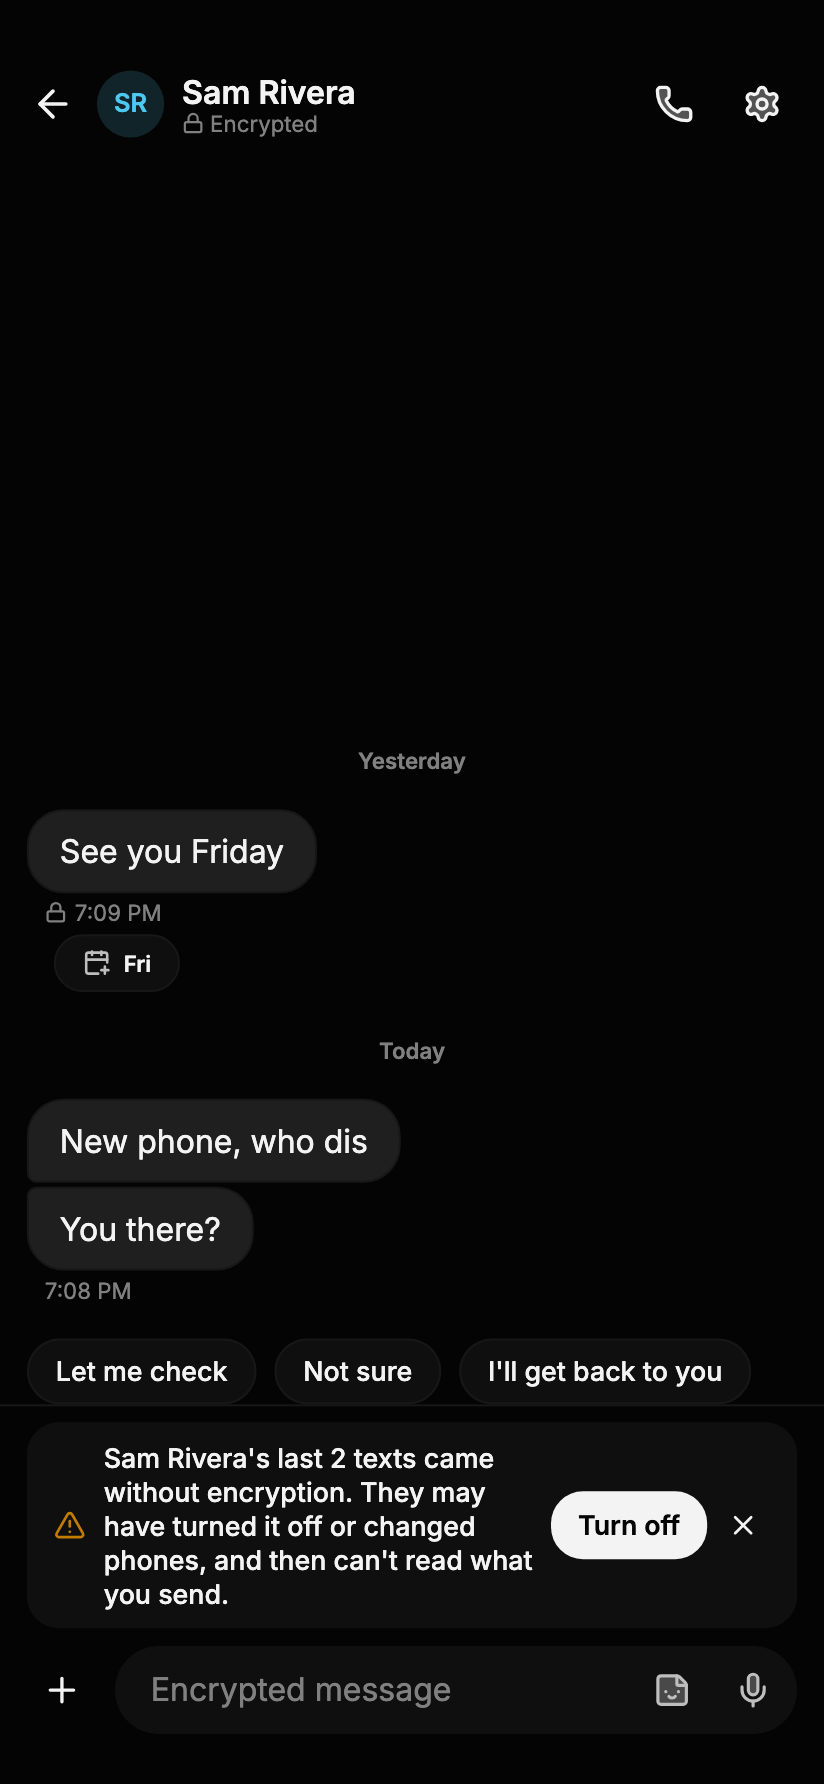 SR
Sam Rivera
Encrypted
Yesterday
See you Friday
7:09 PM
Fri
Today
New phone, who dis
You there?
7:08 PM
Let me check
Not sure
I'll get back to you
Sam Rivera's last 2 texts came
without encryption. They may
have turned it off or changed
phones, and then can't read what
you send.
Turn off
Encrypted message